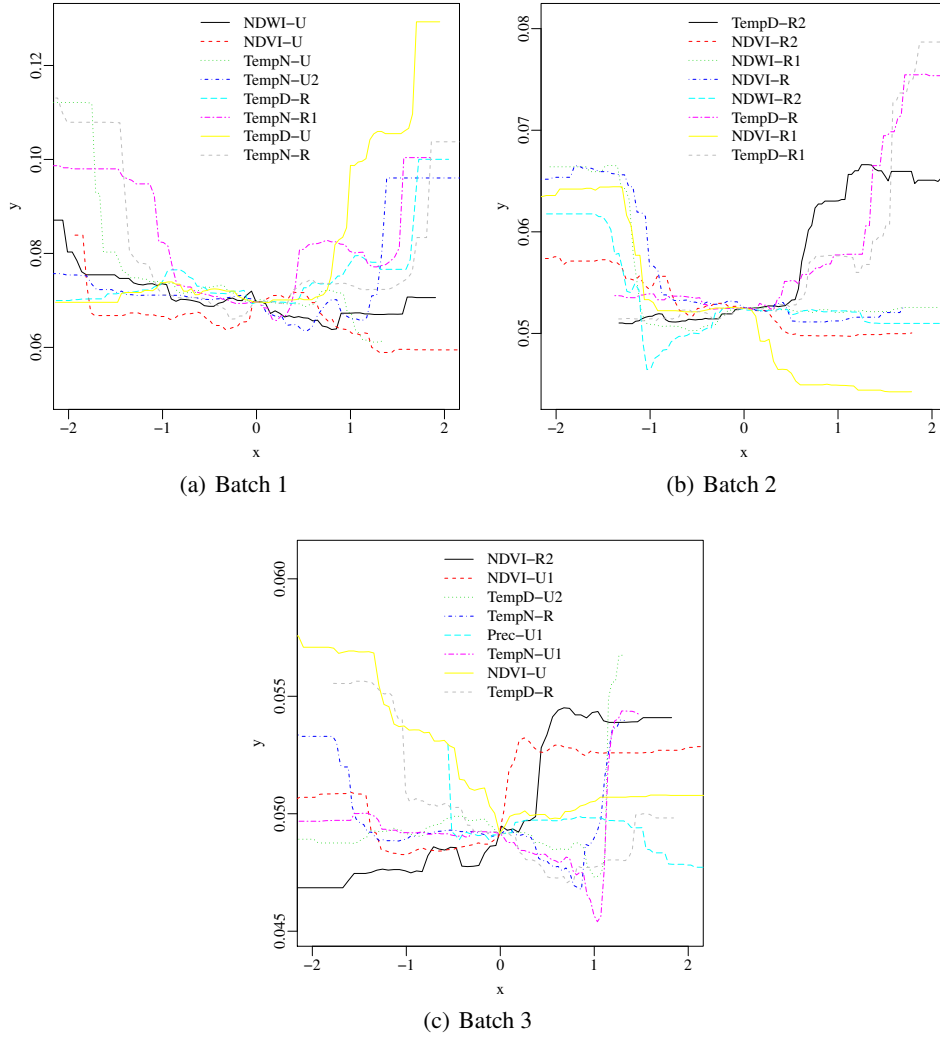 NDWI−U
NDVI−U
TempN−U
TempN−U2
TempD−R
TempN−R1
TempD−U
TempN−R
0.12
0.10
0.08
0.06
y
−2 −1 0 1 2
x
(a) Batch 1
TempD−R2
NDVI−R2
NDWI−R1
NDVI−R
NDWI−R2
TempD−R
NDVI−R1
TempD−R1
0.08
0.07
0.06
0.05
y
−2 −1 0 1 2
x
(b) Batch 2
NDVI−R2
NDVI−U1
TempD−U2
TempN−R
Prec−U1
TempN−U1
NDVI−U
TempD−R
0.060
0.055
0.050
0.045
y
−2 −1 0 1 2
x
(c) Batch 3